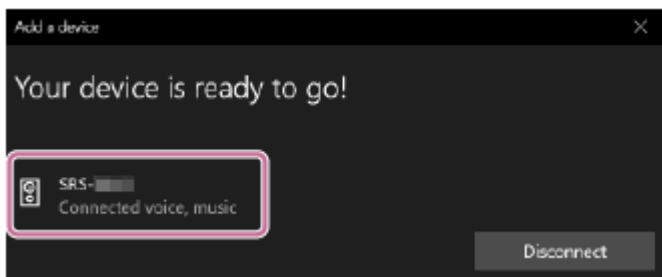 Add a device
Your device is ready to go!
SRS-
Connected voice, music
Disconnect